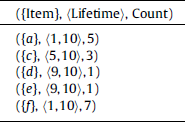 ({Item}, ⟨Lifetime⟩, Count)
({a}, ⟨1,10⟩, 5)
({c}, ⟨5,10⟩, 3)
({d}, ⟨9,10⟩, 1)
({e}, ⟨9,10⟩, 1)
({f}, ⟨1,10⟩, 7)